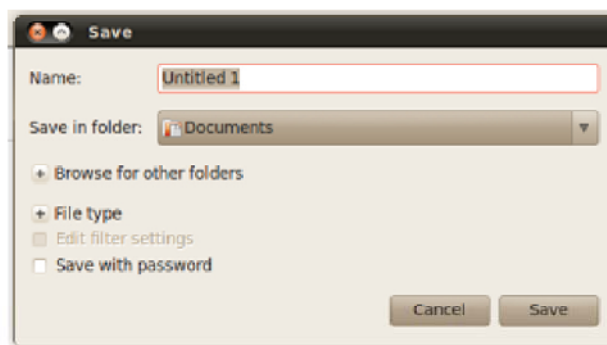 Save
Name: Untitled 1
Save in folder: Documents
Browse for other folders
File type
Edit filter settings
Save with password
Cancel Save